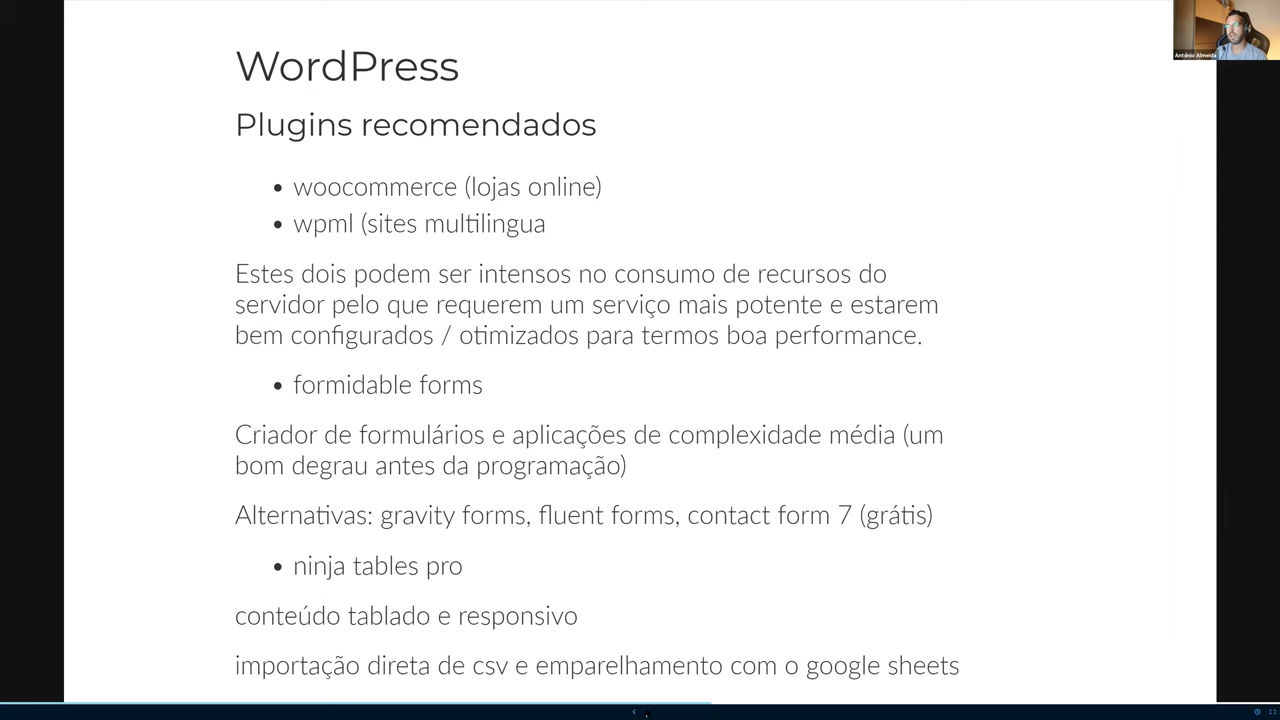 WordPress
Plugins recomendados
• woocommerce (lojas online)
• wpml (sites multilingua
Estes dois podem ser intensos no consumo de recursos do
servidor pelo que requerem um serviço mais potente e estarem
bem configurados / otimizados para termos boa performance.
• formidable forms
Criador de formulários e aplicações de complexidade média (um
bom degrau antes da programação)
Alternativas: gravity forms, fluent forms, contact form 7 (grátis)
• ninja tables pro
conteúdo tablado e responsivo
importação direta de csv e emparelhamento com o google sheets
António Almeida